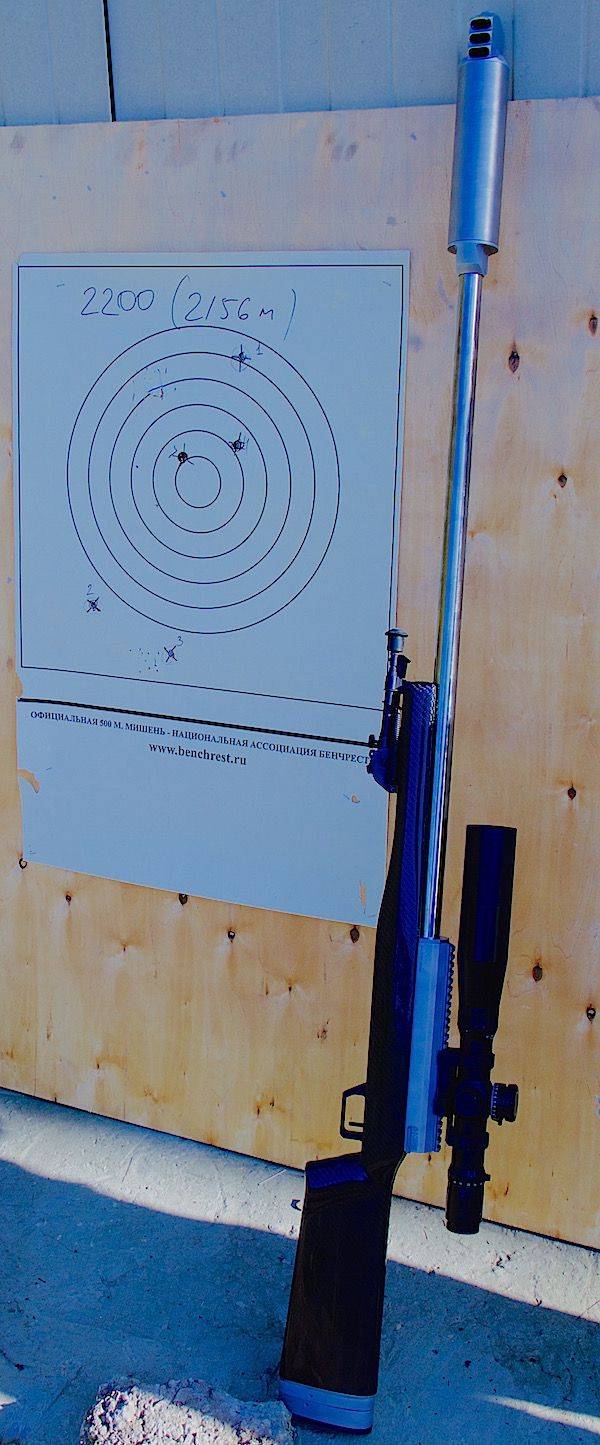 2200 (2156 м)
1
2
3
ОФИЦИАЛЬНАЯ 500 М. МИШЕНЬ - НАЦИОНАЛЬНАЯ АССОЦИАЦИЯ БЕНЧРЕСТ
www.benchrest.ru